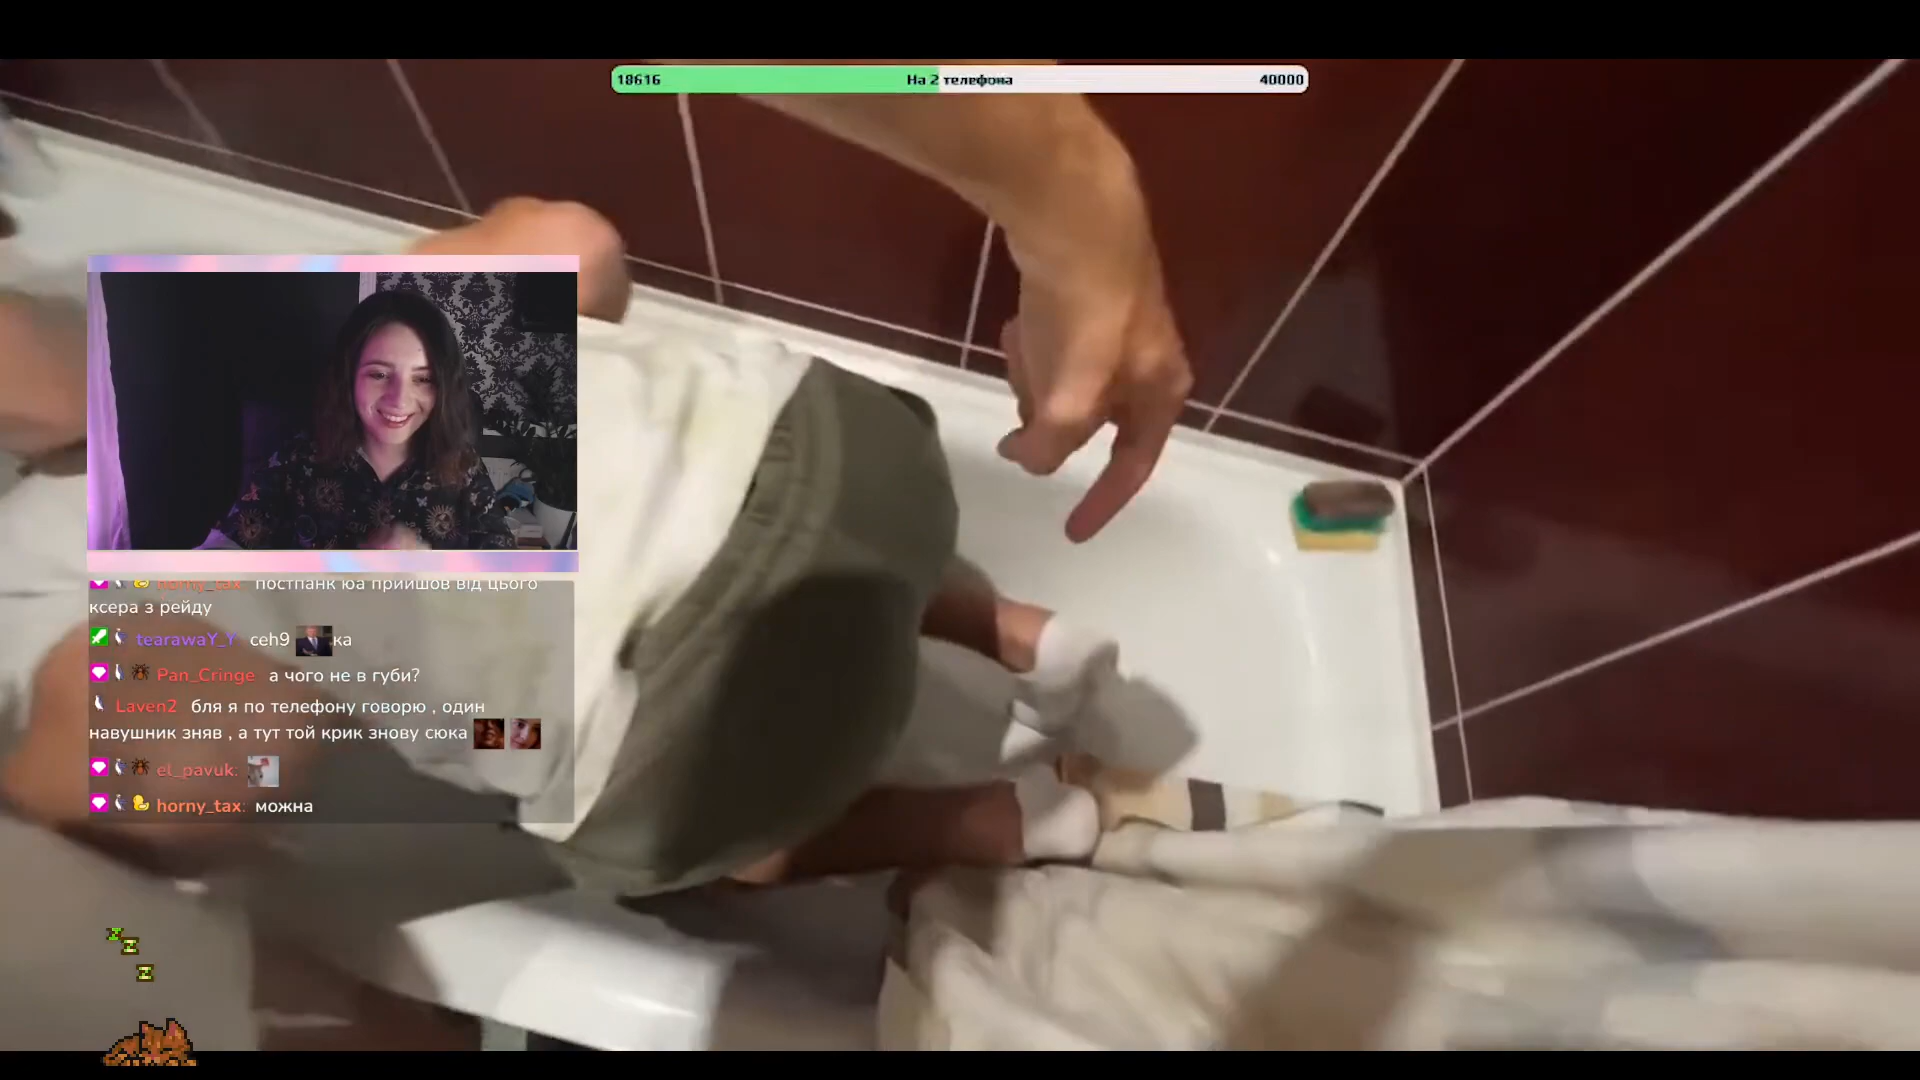 18616 На 2 телефона 40000
horny_tax постпанк юа прийшов від цього
ксера з рейду
tearawaY_Y ceh9 ка
Pan_Cringe а чого не в губи?
Laven2 бля я по телефону говорю , один
навушник зняв , а тут той крик знову сюка
el_pavuk:
horny_tax: можна
z
z
z